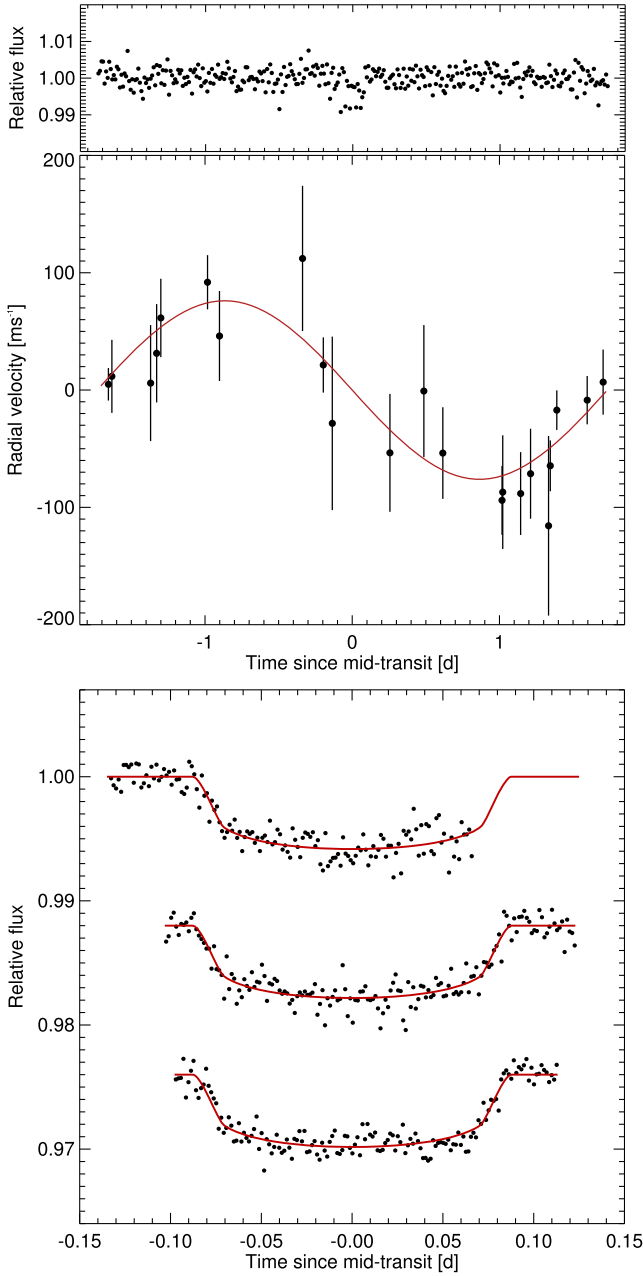 1.01
1.00
0.99
Relative flux
200
100
0
-100
-200
Radial velocity [ms⁻¹]
-1 0 1
Time since mid-transit [d]
1.00
0.99
0.98
0.97
Relative flux
-0.15 -0.10 -0.05 -0.00 0.05 0.10 0.15
Time since mid-transit [d]